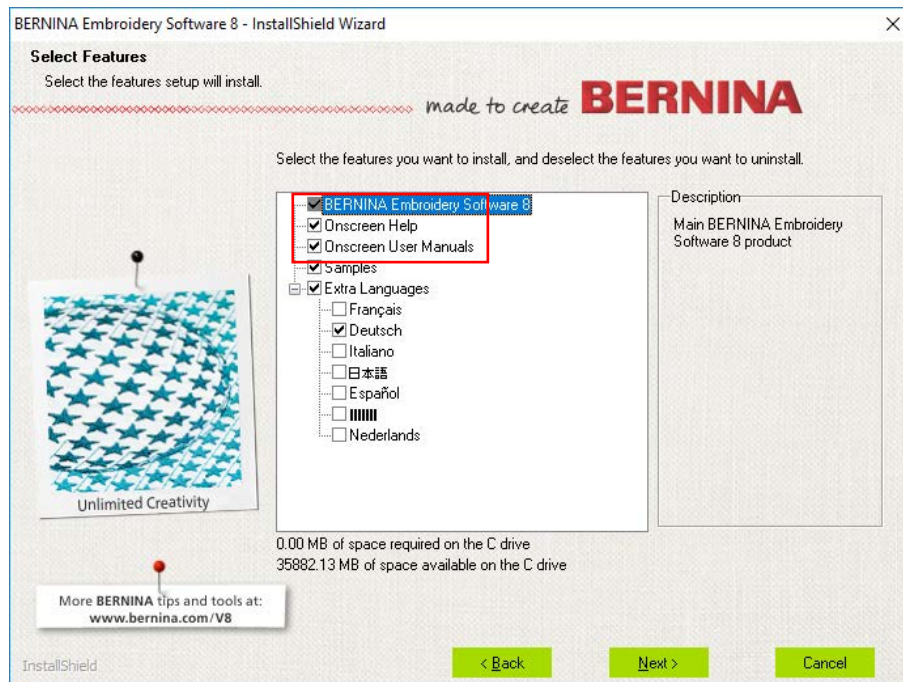 BERNINA Embroidery Software 8 - InstallShield Wizard
Select Features
Select the features setup will install.
made to create BERNINA
Select the features you want to install, and deselect the features you want to uninstall.
BERNINA Embroidery Software 8
Onscreen Help
Onscreen User Manuals
Samples
Extra Languages
Français
Deutsch
Italiano
日本語
Español
Nederlands
Description
Main BERNINA Embroidery
Software 8 product
Unlimited Creativity
0.00 MB of space required on the C drive
35882.13 MB of space available on the C drive
More BERNINA tips and tools at:
www.bernina.com/V8
InstallShield
< Back
Next >
Cancel